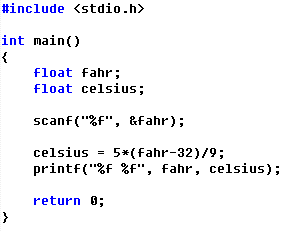 #include <stdio.h>
int main()
{
float fahr;
float celsius;
scanf("%f", &fahr);
celsius = 5*(fahr-32)/9;
printf("%f %f", fahr, celsius);
return 0;
}